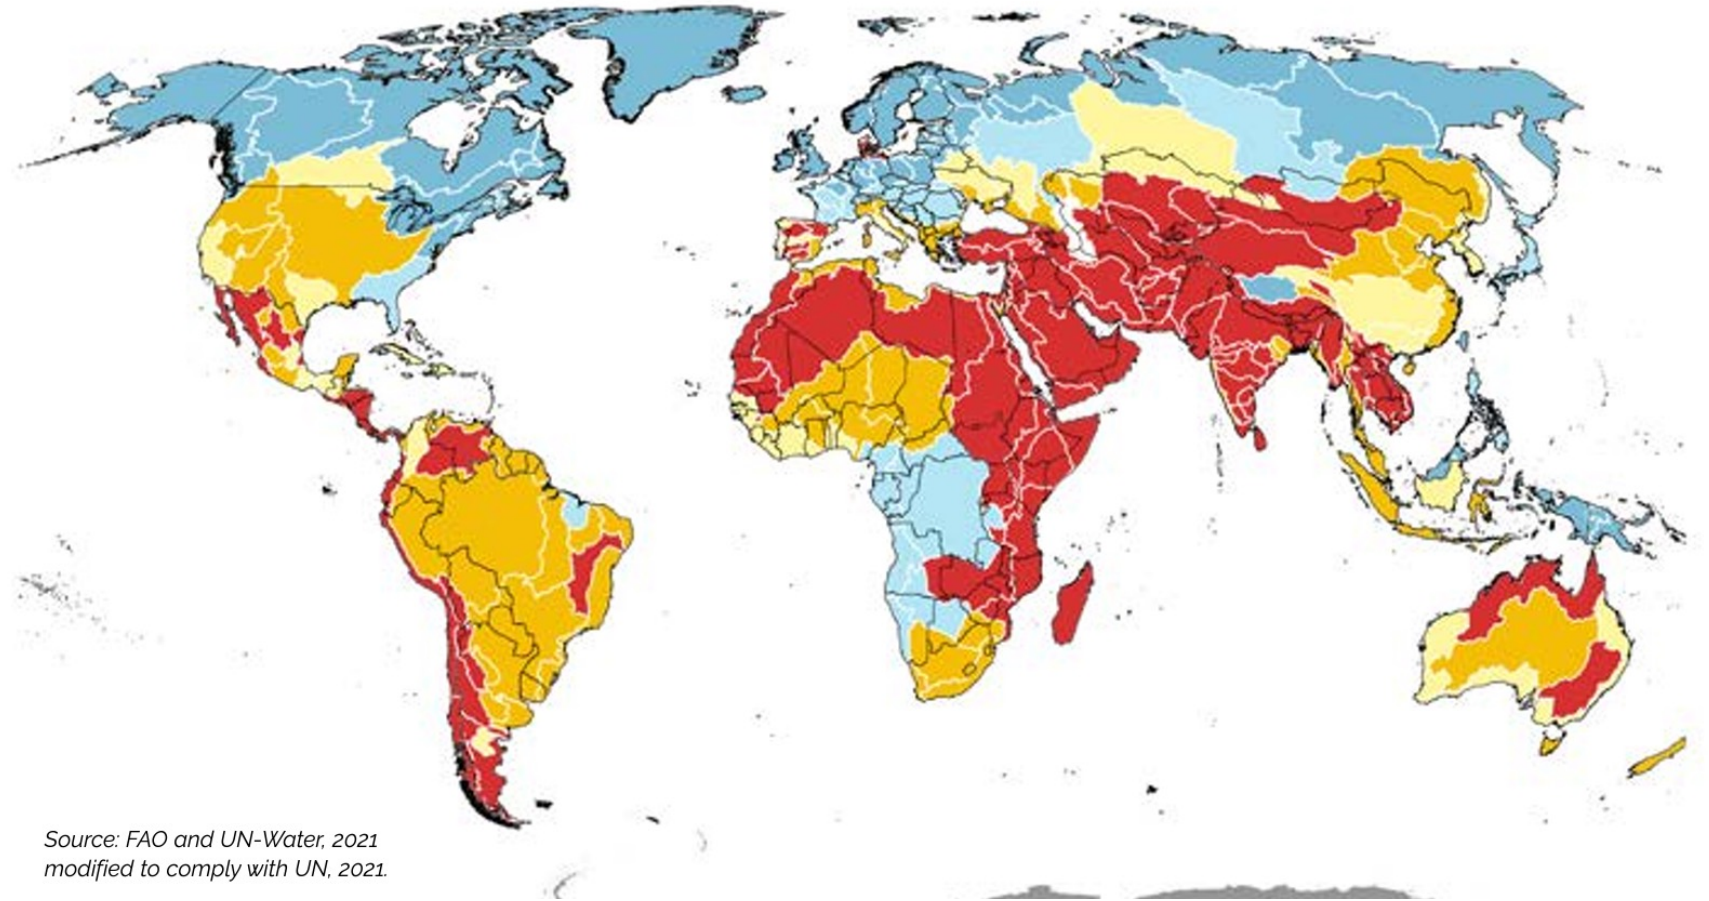 Source: FAO and UN-Water, 2021
modified to comply with UN, 2021.